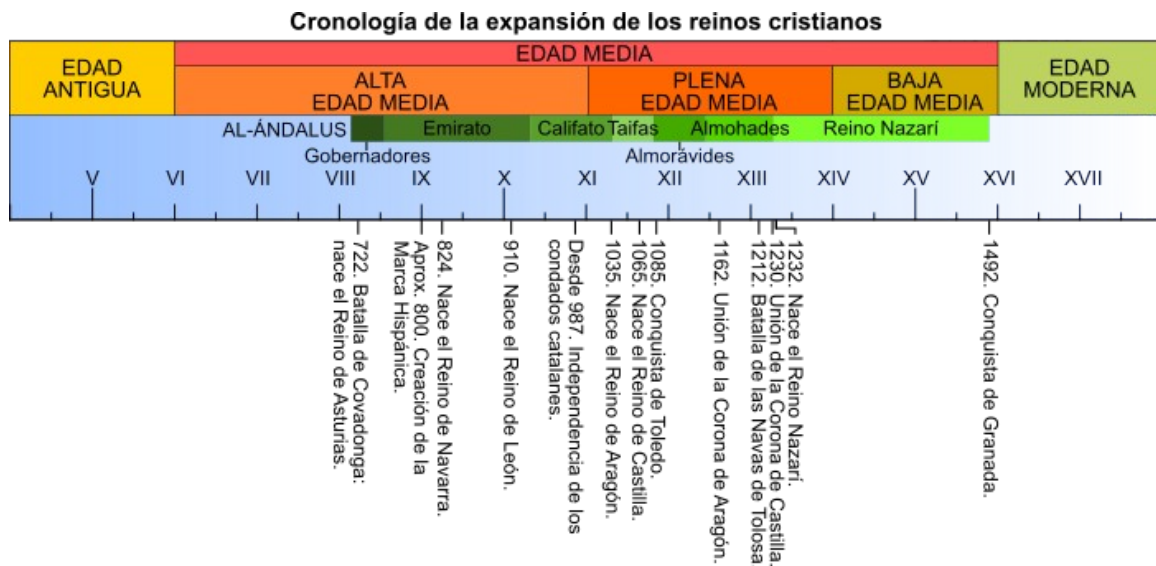 Cronología de la expansión de los reinos cristianos
EDAD
ANTIGUA
EDAD MEDIA
ALTA
EDAD MEDIA
PLENA
EDAD MEDIA
BAJA
EDAD MEDIA
EDAD
MODERNA
AL-ÁNDALUS
Emirato
Califato
Taifas
Almohades
Reino Nazarí
Gobernadores
Almorávides
V
VI
VII
VIII
IX
X
XI
XII
XIII
XIV
XV
XVI
XVII
722. Batalla de Covadonga:
nace el Reino de Asturias.
Aprox. 800. Creación de la
Marca Hispánica.
824. Nace el Reino de Navarra.
910. Nace el Reino de León.
Desde 987. Independencia de los
condados catalanes.
1035. Nace el Reino de Aragón.
1065. Nace el Reino de Castilla.
1085. Conquista de Toledo.
1162. Unión de la Corona de Aragón.
1212. Batalla de las Navas de Tolosa
1230. Unión de la Corona de Castilla.
1232. Nace el Reino Nazarí.
1492. Conquista de Granada.